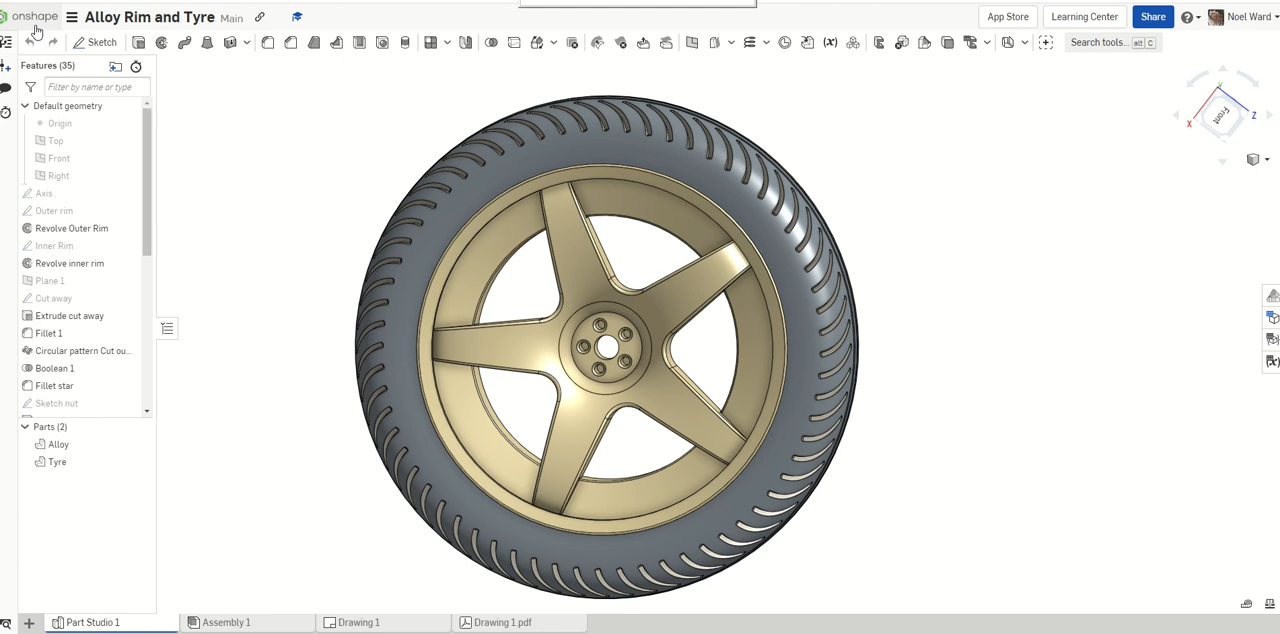 onshape
Alloy Rim and Tyre Main
App Store
Learning Center
Share
Noel Ward
Sketch
(x)
Search tools... alt C
Features (35)
Filter by name or type
Default geometry
Origin
Top
Front
Right
Axis
Outer rim
Revolve Outer Rim
Inner Rim
Revolve inner rim
Plane 1
Cut away
Extrude cut away
Fillet 1
Circular pattern Cut ou...
Boolean 1
Fillet star
Sketch nut
Parts (2)
Alloy
Tyre
Y
X
Z
Front
Part Studio 1
Assembly 1
Drawing 1
Drawing 1.pdf